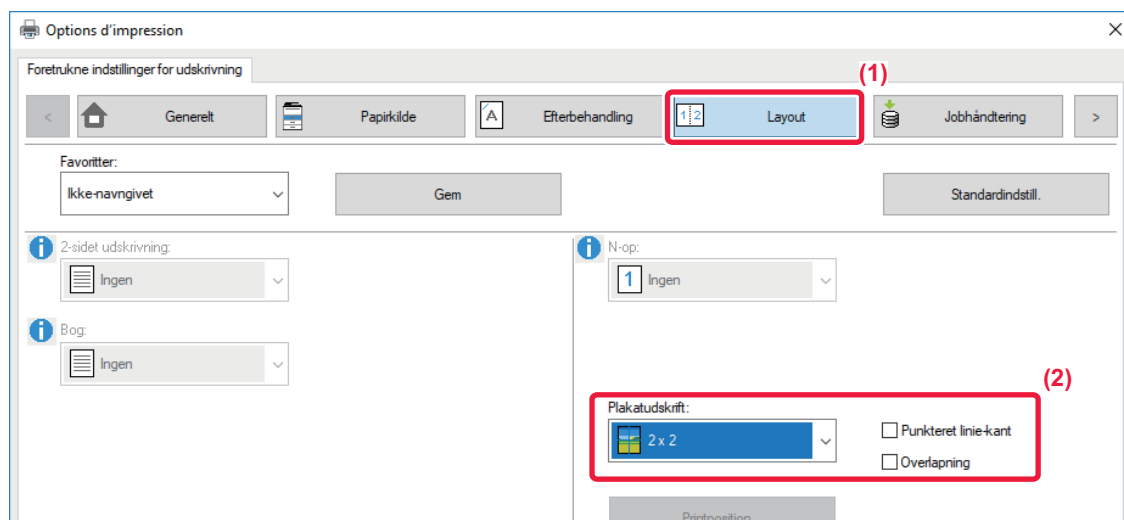 Options d'impression
Foretrukne indstillinger for udskrivning
(1)
< Generelt Papirkilde A Efterbehandling 1 2 Layout Jobhåndtering >
Favoritter:
Ikke-navngivet Gem Standardindstill.
2-sidet udskrivning: N-op:
Ingen 1 Ingen
Bog:
Ingen
(2)
Plakatudskrift:
2 x 2 Punkteret linie-kant
Overlapning
Printposition